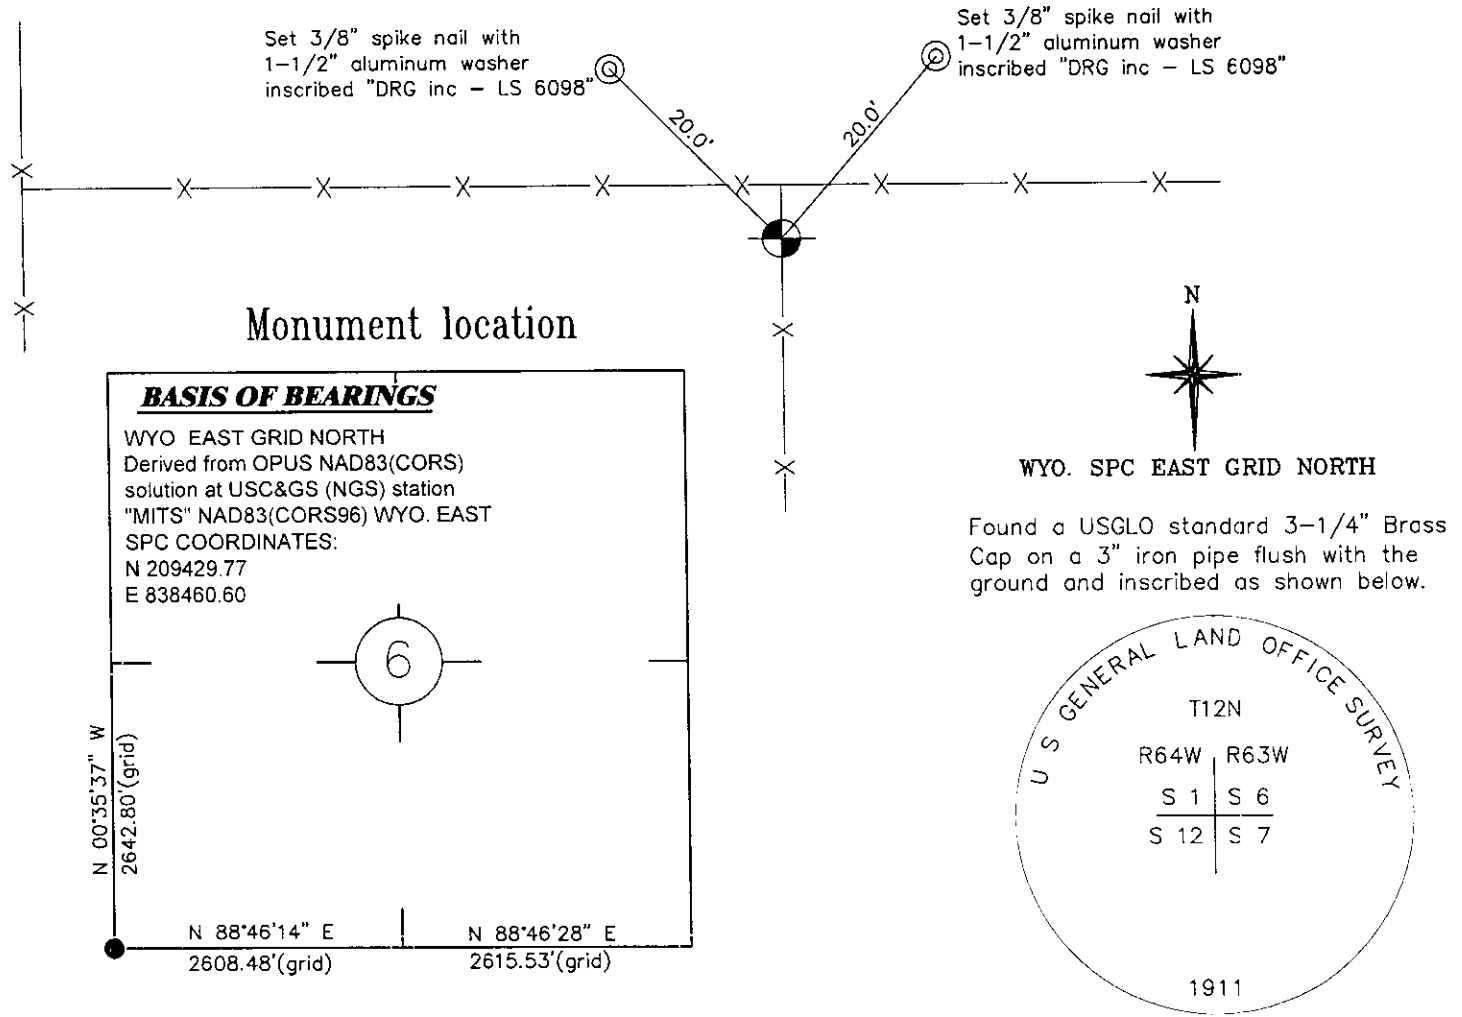 Set 3/8" spike nail with
1-1/2" aluminum washer
inscribed "DRG inc - LS 6098"
Set 3/8" spike nail with
1-1/2" aluminum washer
inscribed "DRG inc - LS 6098"
20.0'
20.0'
Monument location
BASIS OF BEARINGS
WYO EAST GRID NORTH
Derived from OPUS NAD83(CORS)
solution at USC&GS (NGS) station
"MITS" NAD83(CORS96) WYO. EAST
SPC COORDINATES:
N 209429.77
E 838460.60
6
N 00°35'37" W
2642.80'(grid)
N 88°46'14" E
2608.48'(grid)
N 88°46'28" E
2615.53'(grid)
N
WYO. SPC EAST GRID NORTH
Found a USGLO standard 3-1/4" Brass
Cap on a 3" iron pipe flush with the
ground and inscribed as shown below.
U S GENERAL LAND OFFICE SURVEY
T12N
R64W R63W
S 1 S 6
S 12 S 7
1911